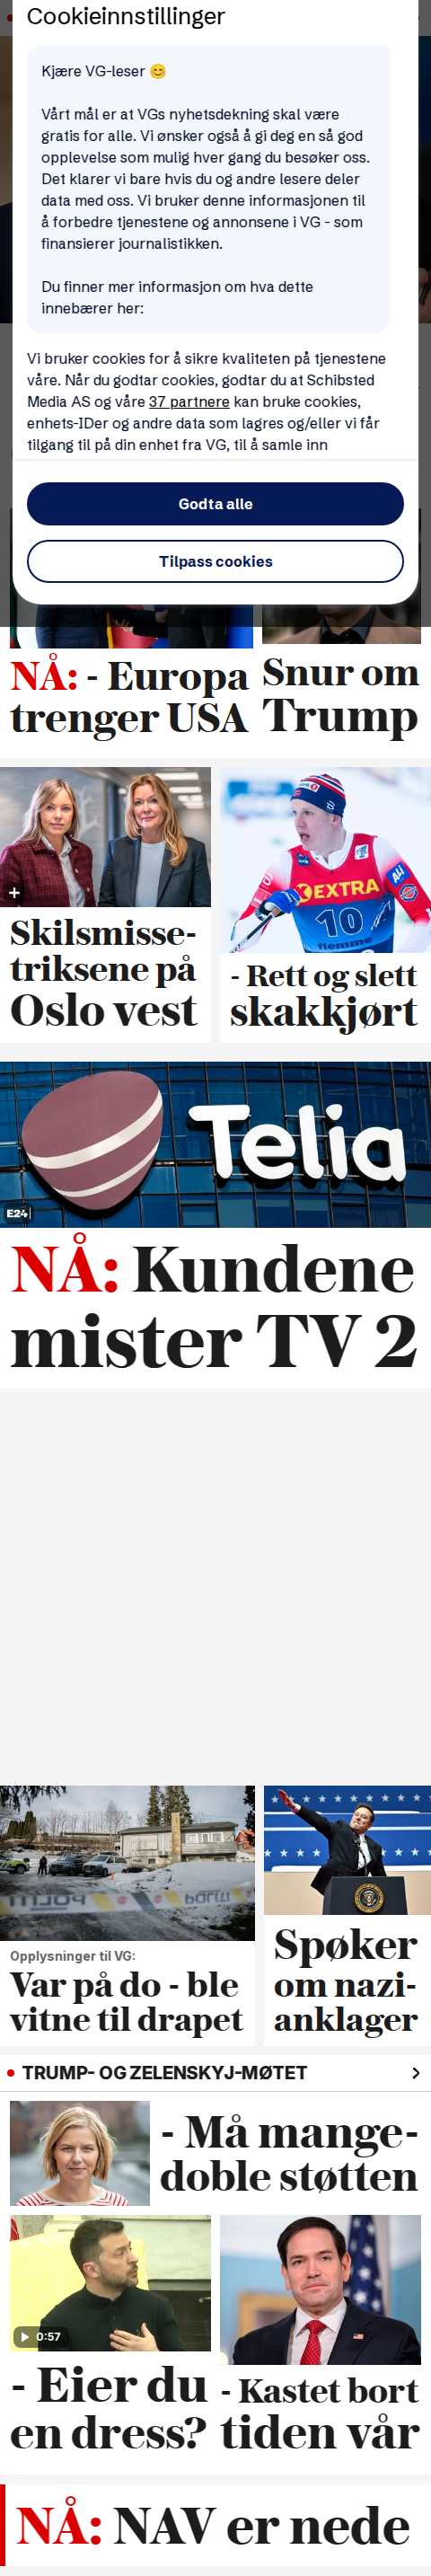 Cookieinnstillinger
Kjære VG-leser 😊
Vårt mål er at VGs nyhetsdekning skal være
gratis for alle. Vi ønsker også å gi deg en så god
opplevelse som mulig hver gang du besøker oss.
Det klarer vi bare hvis du og andre lesere deler
data med oss. Vi bruker denne informasjonen til
å forbedre tjenestene og annonsene i VG - som
finansierer journalistikken.
Du finner mer informasjon om hva dette
innebærer her:
Vi bruker cookies for å sikre kvaliteten på tjenestene
våre. Når du godtar cookies, godtar du at Schibsted
Media AS og våre 37 partnere kan bruke cookies,
enhets-IDer og andre data som lagres og/eller vi får
tilgang til på din enhet fra VG, til å samle inn
Godta alle
Tilpass cookies
NÅ: - Europa
trenger USA
Snur om
Trump
Skilsmisse-
triksene på
Oslo vest
EXTRA
10
fiemme
- Rett og slett
skakkjørt
Telia
E24
NÅ: Kundene
mister TV 2
POLITI
Opplysninger til VG:
Var på do - ble
vitne til drapet
Spøker
om nazi-
anklager
TRUMP- OG ZELENSKYJ-MØTET
- Må mange-
doble støtten
0:57
- Eier du
en dress?
- Kastet bort
tiden vår
NÅ: NAV er nede